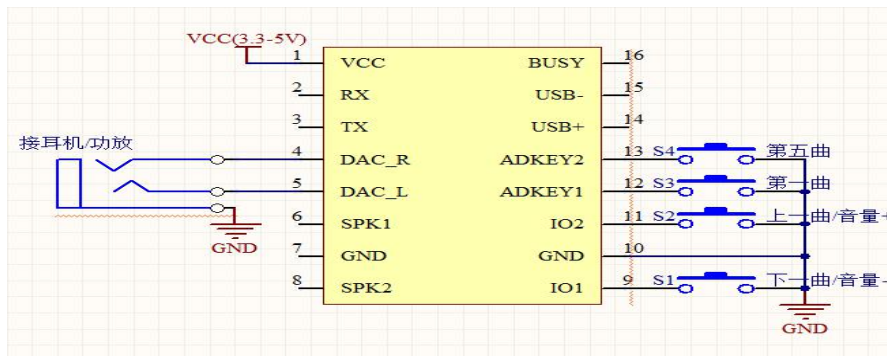 VCC(3.3-5V)
1 VCC BUSY 16
2 RX USB- 15
3 TX USB+ 14
接耳机/功放
4 DAC_R ADKEY2 13 S4 第五曲
5 DAC_L ADKEY1 12 S3 第一曲
6 SPK1 IO2 11 S2 上一曲/音量+
GND
7 GND GND 10
8 SPK2 IO1 9 S1 下一曲/音量-
GND